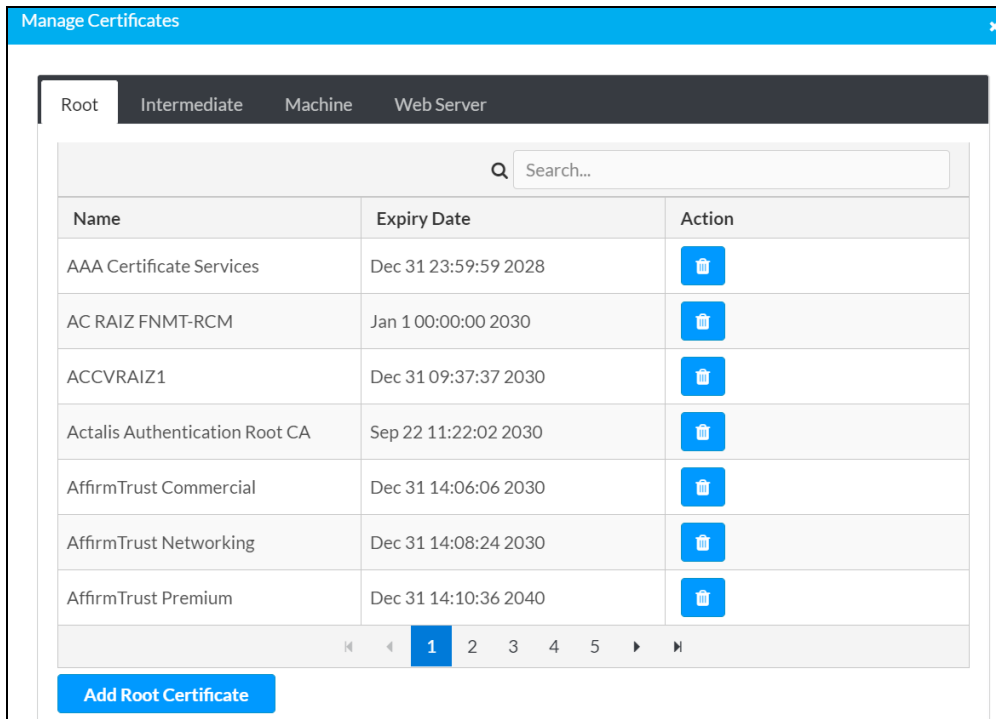 Manage Certificates
Root Intermediate Machine Web Server
Search...
Name Expiry Date Action
AAA Certificate Services Dec 31 23:59:59 2028
AC RAIZ FNMT-RCM Jan 1 00:00:00 2030
ACCVRAIZ1 Dec 31 09:37:37 2030
Actalis Authentication Root CA Sep 22 11:22:02 2030
AffirmTrust Commercial Dec 31 14:06:06 2030
AffirmTrust Networking Dec 31 14:08:24 2030
AffirmTrust Premium Dec 31 14:10:36 2040
1 2 3 4 5
Add Root Certificate